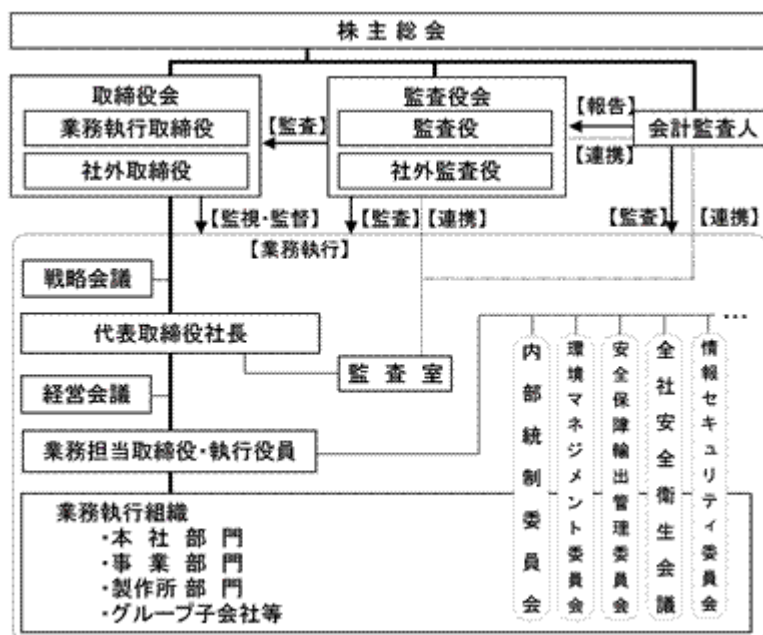 株主総会
取締役会
業務執行取締役
社外取締役
【監査】
監査役会
監査役
社外監査役
【報告】
会計監査人
【連携】
【監視・監督】
【監査】
【連携】
【監査】
【連携】
【業務執行】
戦略会議
代表取締役社長
監査室
経営会議
業務担当取締役・執行役員
…
内部統制委員会
環境マネジメント委員会
安全保障輸出管理委員会
全社安全衛生会議
情報セキュリティ委員会
業務執行組織
・本社部門
・事業部門
・製作所部門
・グループ子会社等